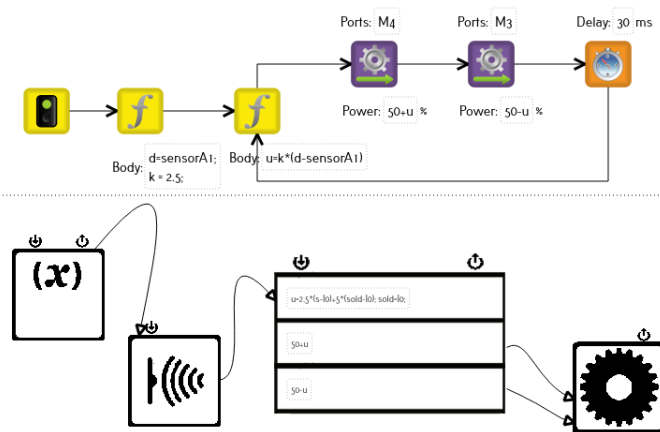 Ports: M4
Ports: M3
Delay: 30 ms
Power: 50+u %
Power: 50-u %
Body: d=sensorA1;
k = 2.5;
Body: u=k*(d-sensorA1)
(x)
u=2.5*(s-l0)+5*(sold-l0); sold=l0;
50+u
50-u